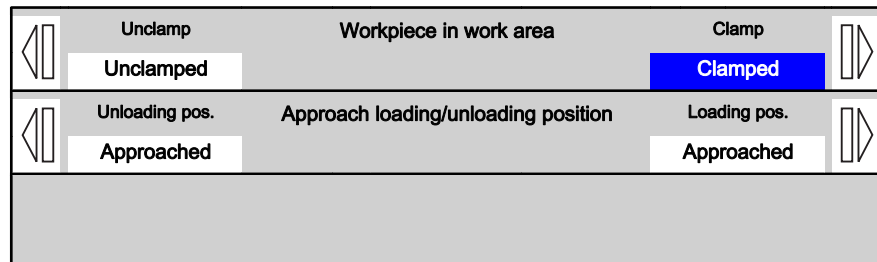 Unclamp Workpiece in work area Clamp
Unclamped Clamped
Unloading pos. Approach loading/unloading position Loading pos.
Approached Approached